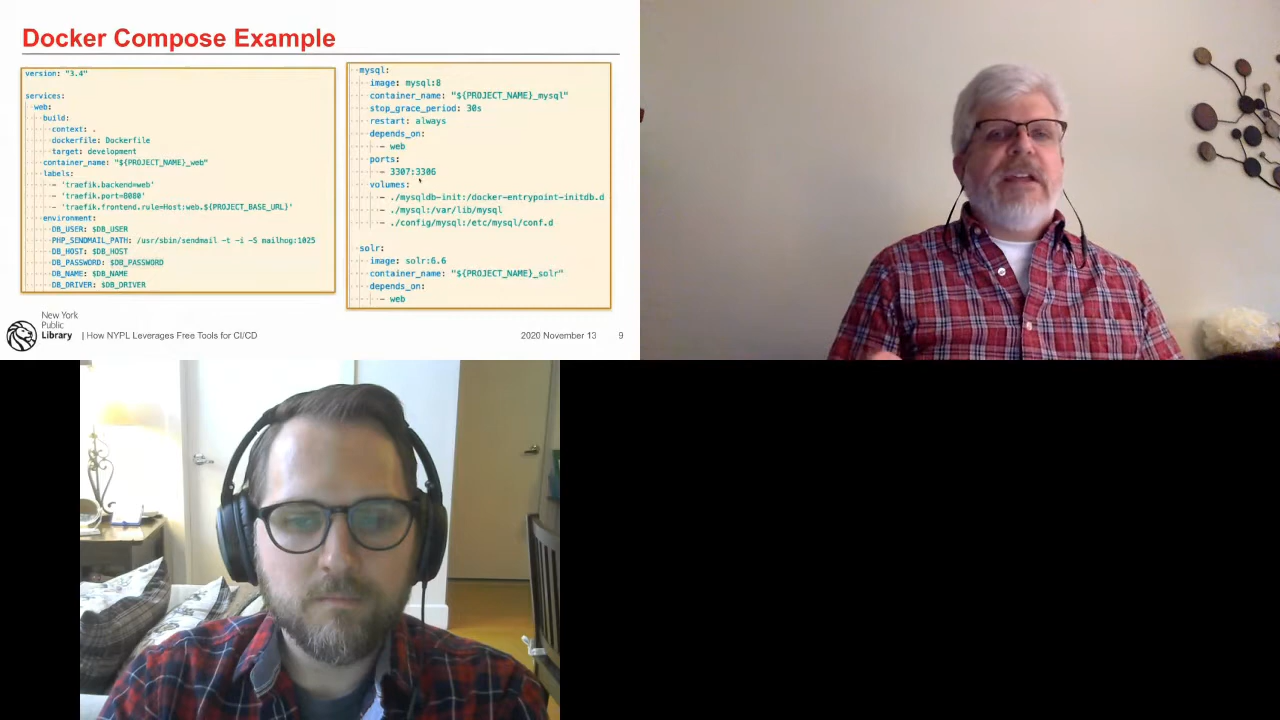 Docker Compose Example
version: "3.4"
services:
web:
build:
context: .
dockerfile: Dockerfile
target: development
container_name: "${PROJECT_NAME}_web"
labels:
- 'traefik.backend=web'
- 'traefik.port=8080'
- 'traefik.frontend.rule=Host:web.${PROJECT_BASE_URL}'
environment:
DB_USER: $DB_USER
PHP_SENDMAIL_PATH: /usr/sbin/sendmail -t -i -S mailhog:1025
DB_HOST: $DB_HOST
DB_PASSWORD: $DB_PASSWORD
DB_NAME: $DB_NAME
DB_DRIVER: $DB_DRIVER
mysql:
image: mysql:8
container_name: "${PROJECT_NAME}_mysql"
stop_grace_period: 30s
restart: always
depends_on:
- web
ports:
- 3307:3306
volumes:
- ./mysqldb-init:/docker-entrypoint-initdb.d
- ./mysql:/var/lib/mysql
- ./config/mysql:/etc/mysql/conf.d
solr:
image: solr:6.6
container_name: "${PROJECT_NAME}_solr"
depends_on:
- web
New York
Public
Library | How NYPL Leverages Free Tools for CI/CD 2020 November 13 9